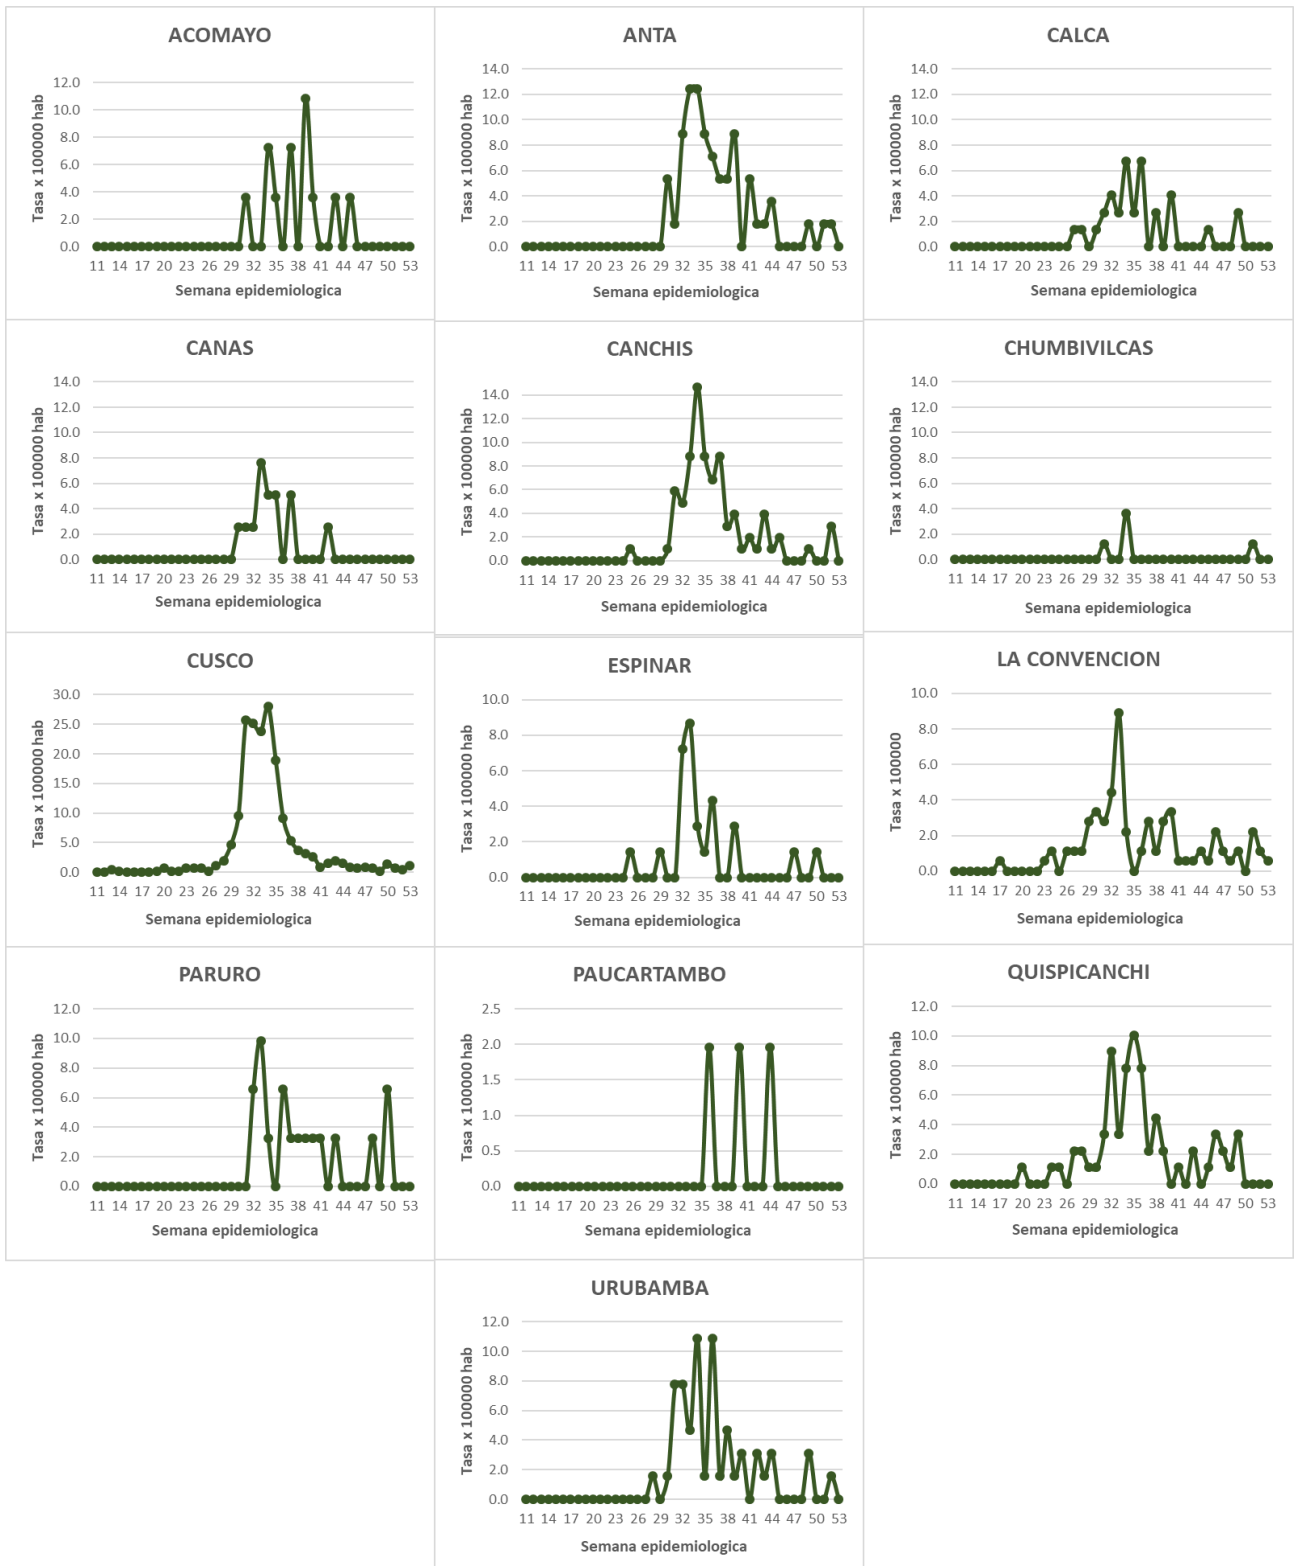 ACOMAYO
Tasa x 100000 hab
12.0
10.0
8.0
6.0
4.0
2.0
0.0
11 14 17 20 23 26 29 32 35 38 41 44 47 50 53
Semana epidemiologica
ANTA
Tasa x 100000 hab
14.0
12.0
10.0
8.0
6.0
4.0
2.0
0.0
11 14 17 20 23 26 29 32 35 38 41 44 47 50 53
Semana epidemiologica
CALCA
Tasa x 100000 hab
14.0
12.0
10.0
8.0
6.0
4.0
2.0
0.0
11 14 17 20 23 26 29 32 35 38 41 44 47 50 53
Semana epidemiologica
CANAS
Tasa x 100000 hab
14.0
12.0
10.0
8.0
6.0
4.0
2.0
0.0
11 14 17 20 23 26 29 32 35 38 41 44 47 50 53
Semana epidemiologica
CANCHIS
Tasa x 100000 hab
14.0
12.0
10.0
8.0
6.0
4.0
2.0
0.0
11 14 17 20 23 26 29 32 35 38 41 44 47 50 53
Semana epidemiologica
CHUMBIVILCAS
Tasa x 100000 hab
14.0
12.0
10.0
8.0
6.0
4.0
2.0
0.0
11 14 17 20 23 26 29 32 35 38 41 44 47 50 53
Semana epidemiologica
CUSCO
Tasa x 100000 hab
30.0
25.0
20.0
15.0
10.0
5.0
0.0
11 14 17 20 23 26 29 32 35 38 41 44 47 50 53
Semana epidemiologica
ESPINAR
Tasa x 100000 hab
10.0
8.0
6.0
4.0
2.0
0.0
11 14 17 20 23 26 29 32 35 38 41 44 47 50 53
Semana epidemiologica
LA CONVENCION
Tasa x 100000
10.0
8.0
6.0
4.0
2.0
0.0
11 14 17 20 23 26 29 32 35 38 41 44 47 50 53
Semana epidemiologica
PARURO
Tasa x 100000 hab
12.0
10.0
8.0
6.0
4.0
2.0
0.0
11 14 17 20 23 26 29 32 35 38 41 44 47 50 53
Semana epidemiologica
PAUCARTAMBO
Tasa x 100000 hab
2.5
2.0
1.5
1.0
0.5
0.0
11 14 17 20 23 26 29 32 35 38 41 44 47 50 53
Semana epidemiologica
QUISPICANCHI
Tasa x 100000 hab
12.0
10.0
8.0
6.0
4.0
2.0
0.0
11 14 17 20 23 26 29 32 35 38 41 44 47 50 53
Semana epidemiologica
URUBAMBA
Tasa x 100000 hab
12.0
10.0
8.0
6.0
4.0
2.0
0.0
11 14 17 20 23 26 29 32 35 38 41 44 47 50 53
Semana epidemiologica